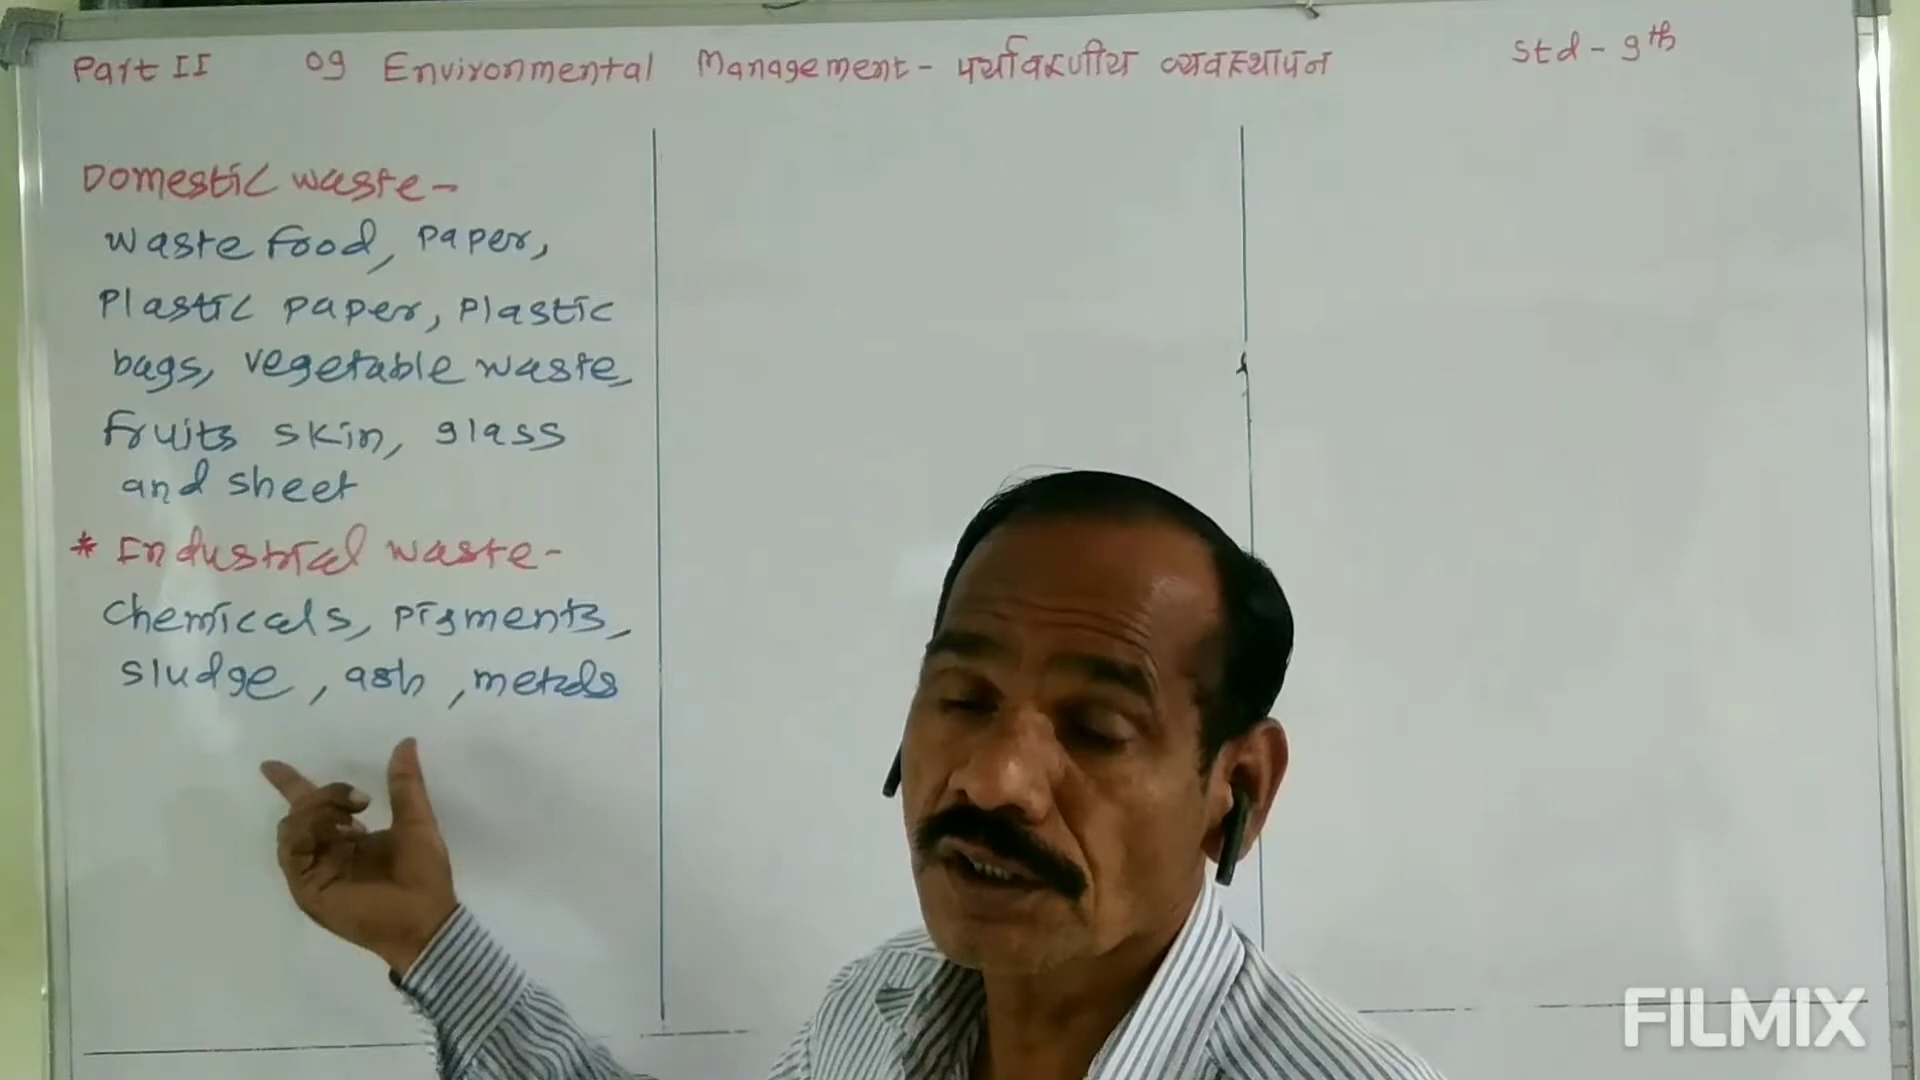 Part II 09 Environmental Management - पर्यावरणीय व्यवस्थापन Std - 9th
Domestic waste -
waste food, paper,
Plastic paper, plastic
bags, vegetable waste,
fruits skin, glass
and sheet
* Industrial waste -
chemicals, pigments,
sludge, ash, metals
FILMIX